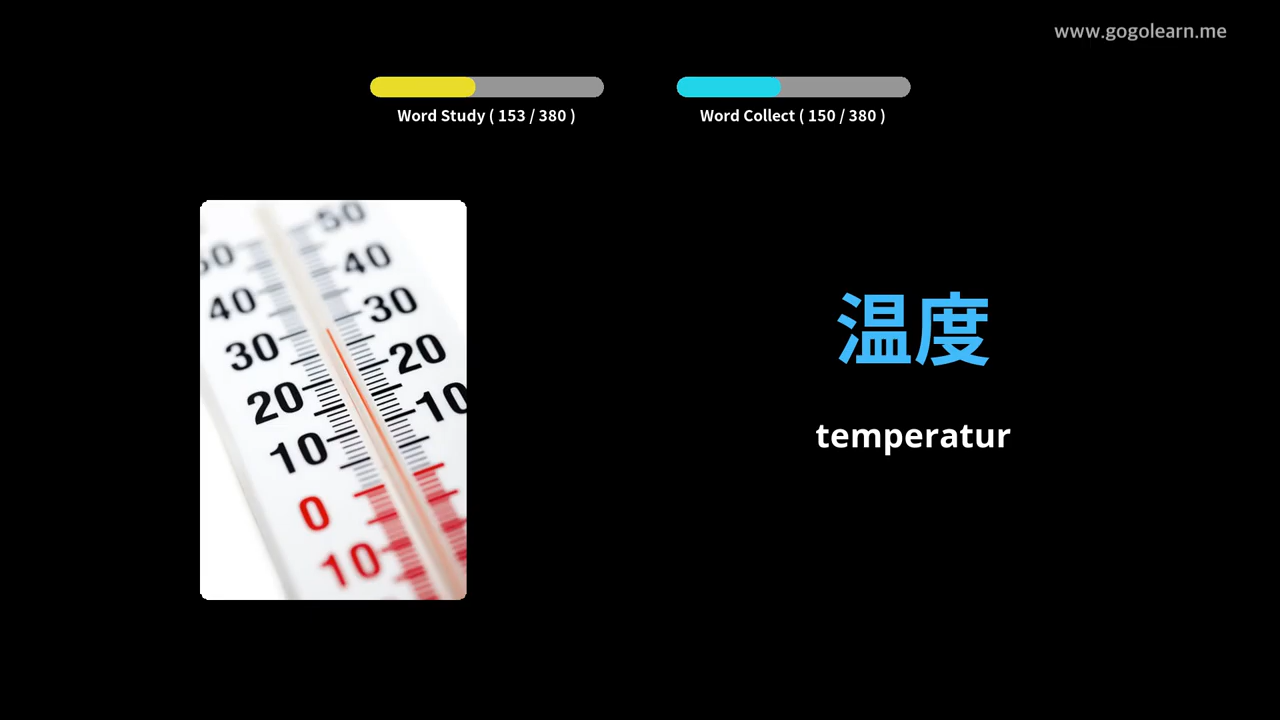 www.gogolearn.me
Word Study ( 153 / 380 )
Word Collect ( 150 / 380 )
50
50
40
40
30
30
20
20
10
10
0
10
温度
temperatur